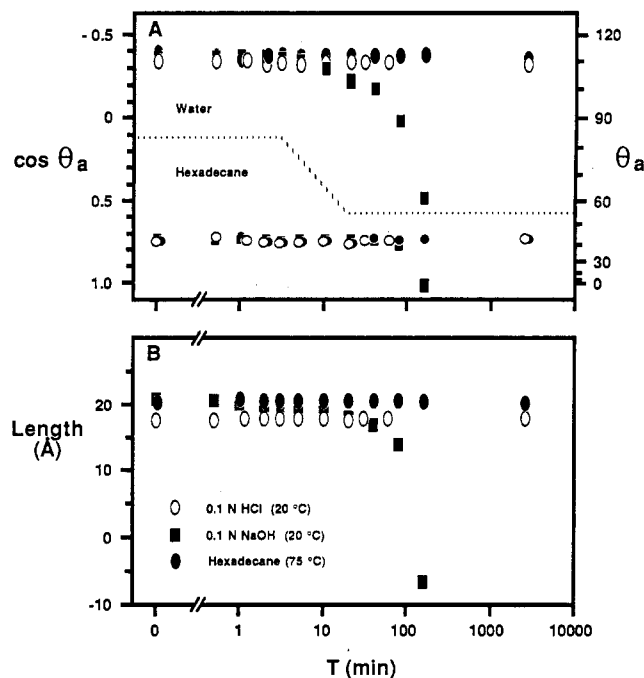 A
- 0.5
0
0.5
1.0
cos θa
Water
Hexadecane
120
90
60
30
0
θa
B
Length
(Å)
20
10
0
-10
0.1 N HCl (20 °C)
0.1 N NaOH (20 °C)
Hexadecane (75 °C)
0 1 10 100 1000 10000
T (min)